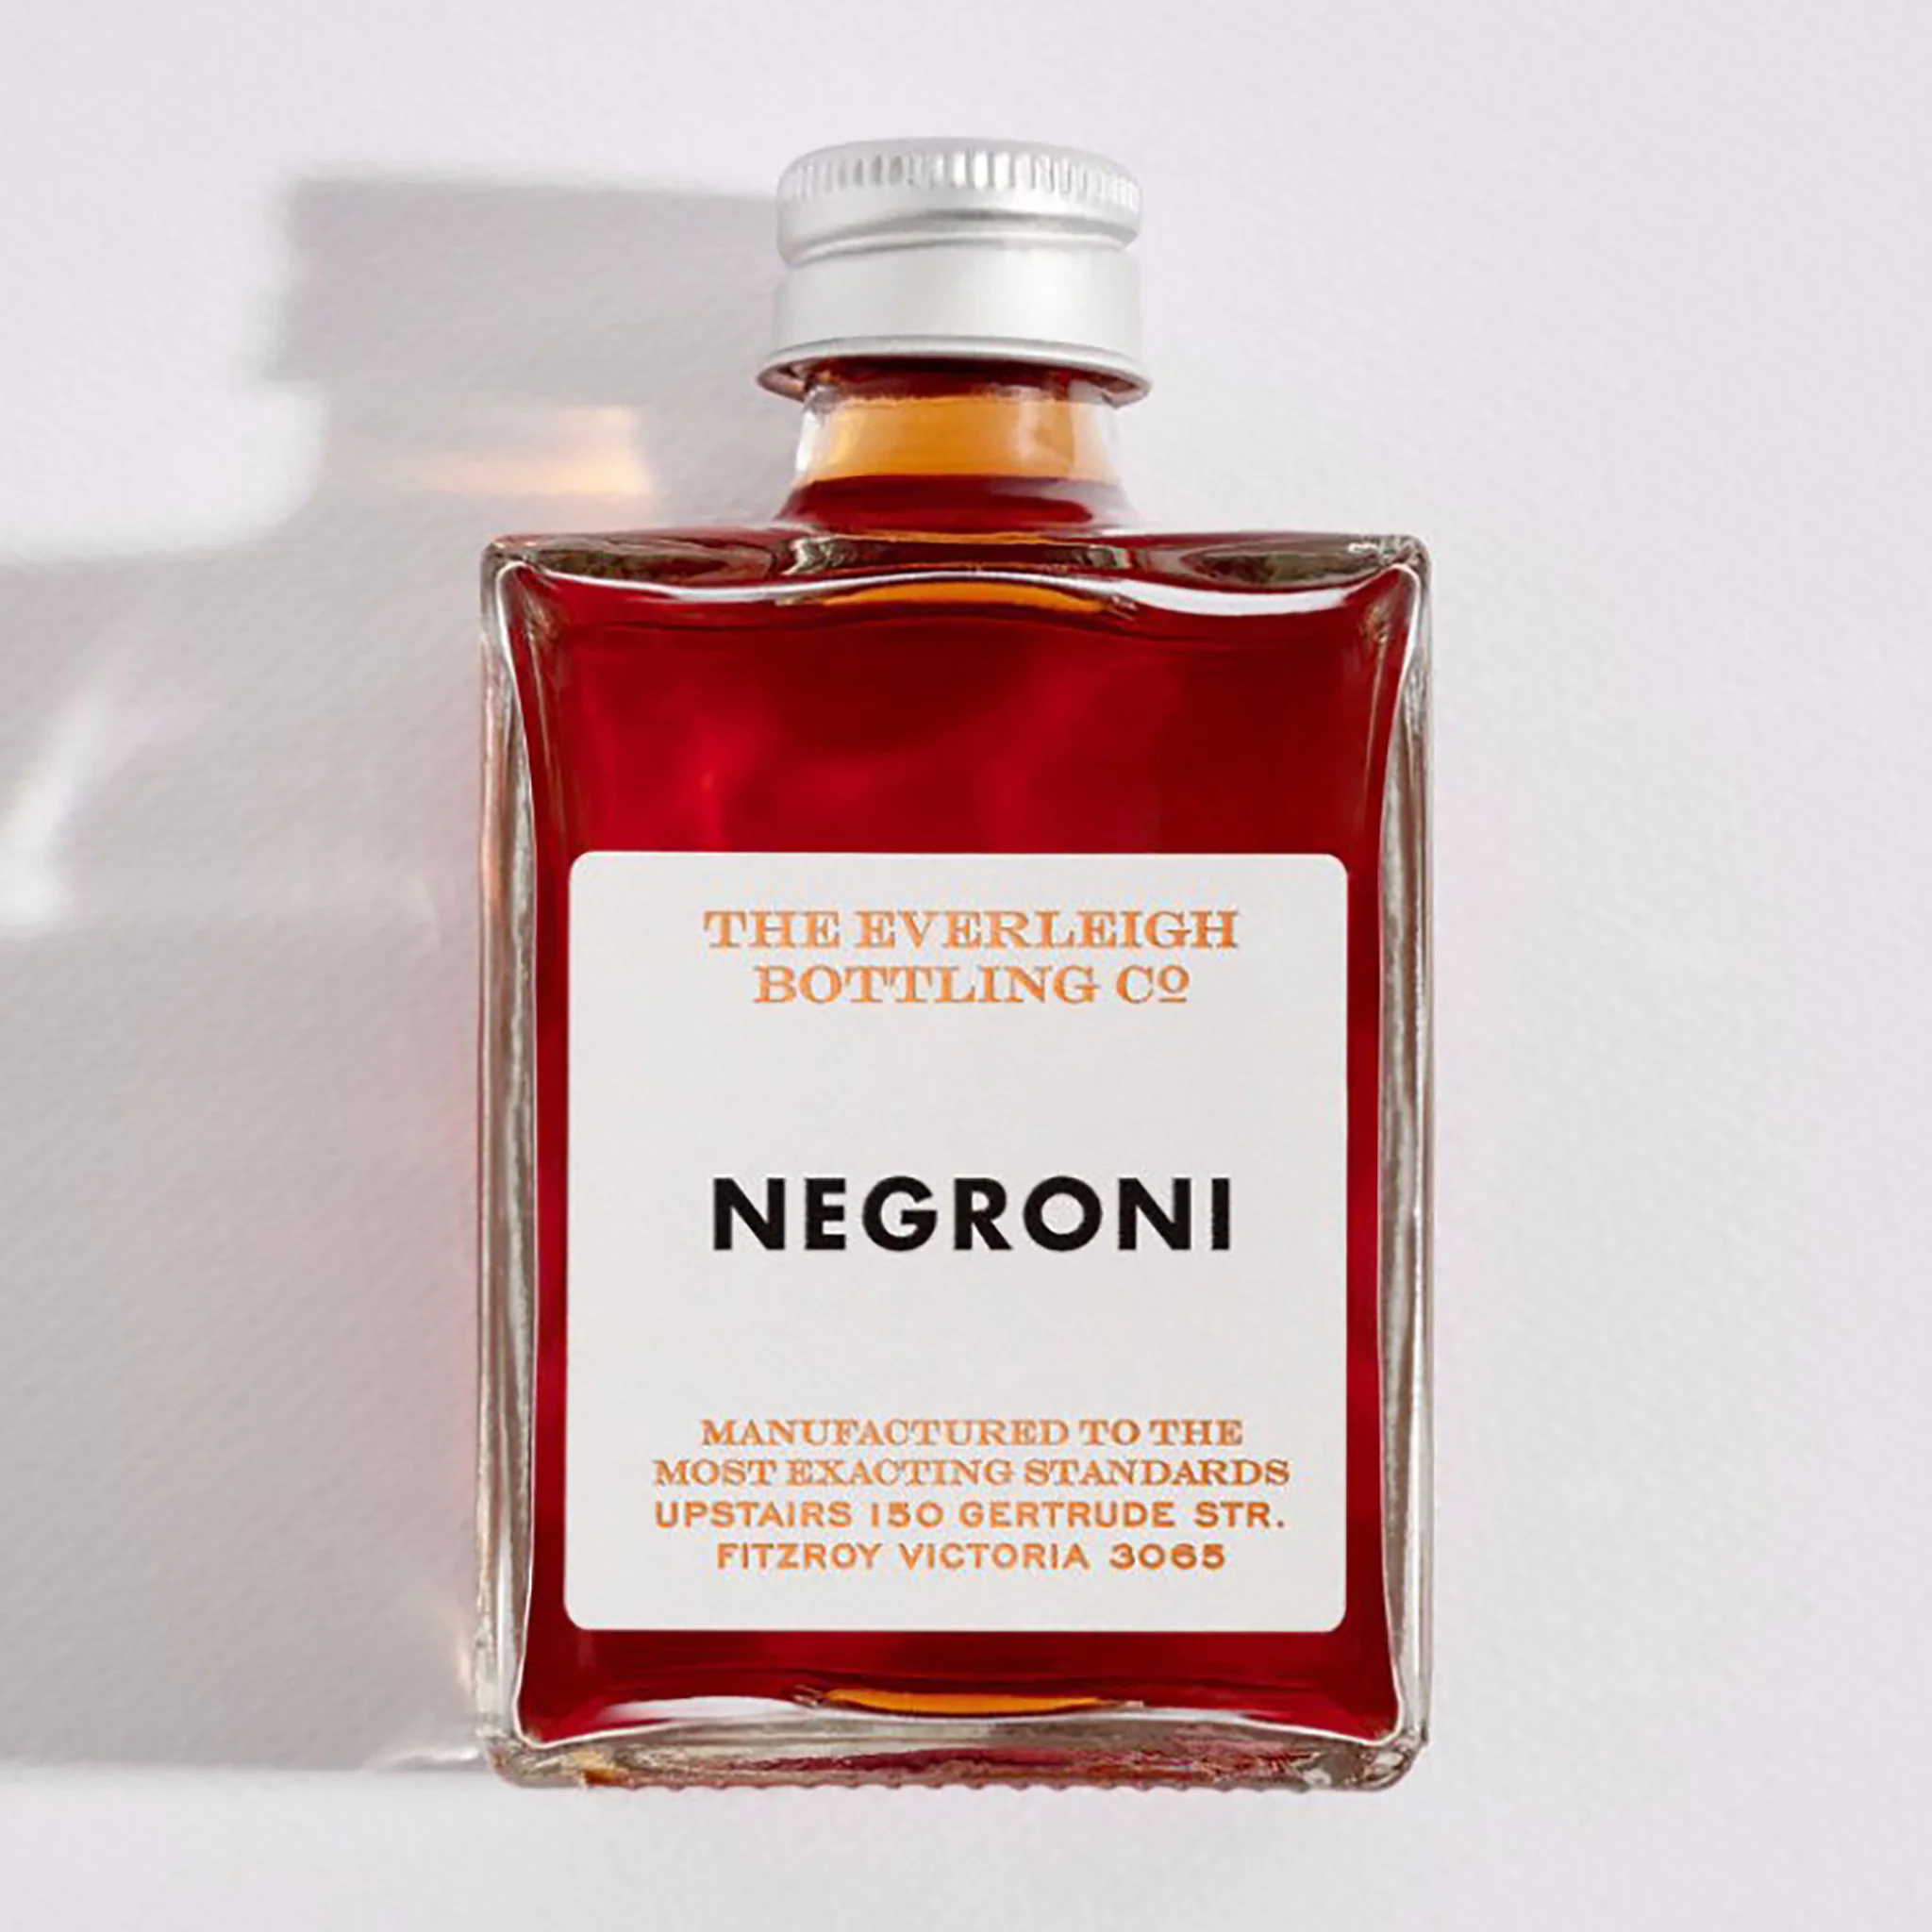 THE EVERLEIGH
BOTTLING Cº
NEGRONI
MANUFACTURED TO THE
MOST EXACTING STANDARDS
UPSTAIRS 150 GERTRUDE STR.
FITZROY VICTORIA 3065